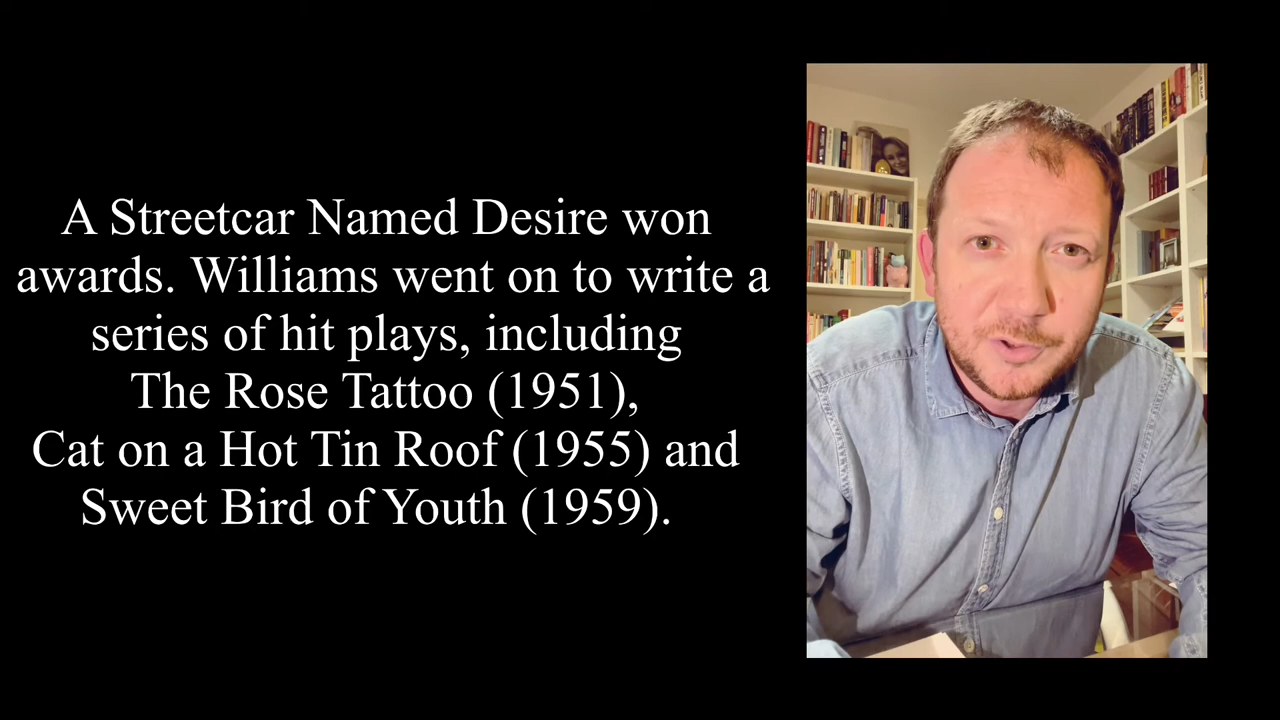 A Streetcar Named Desire won
awards. Williams went on to write a
series of hit plays, including
The Rose Tattoo (1951),
Cat on a Hot Tin Roof (1955) and
Sweet Bird of Youth (1959).